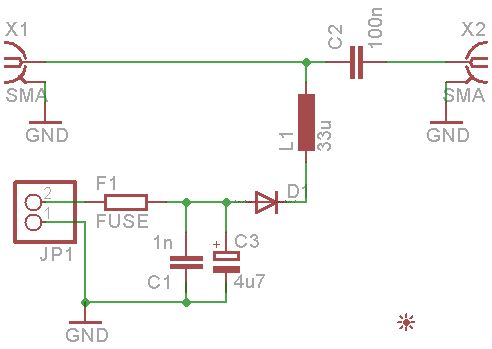 X1
C2
100n
X2
SMA
SMA
GND
GND
L1
33u
F1
D1
2
1
FUSE
JP1
1n
C3
C1
+
4u7
GND